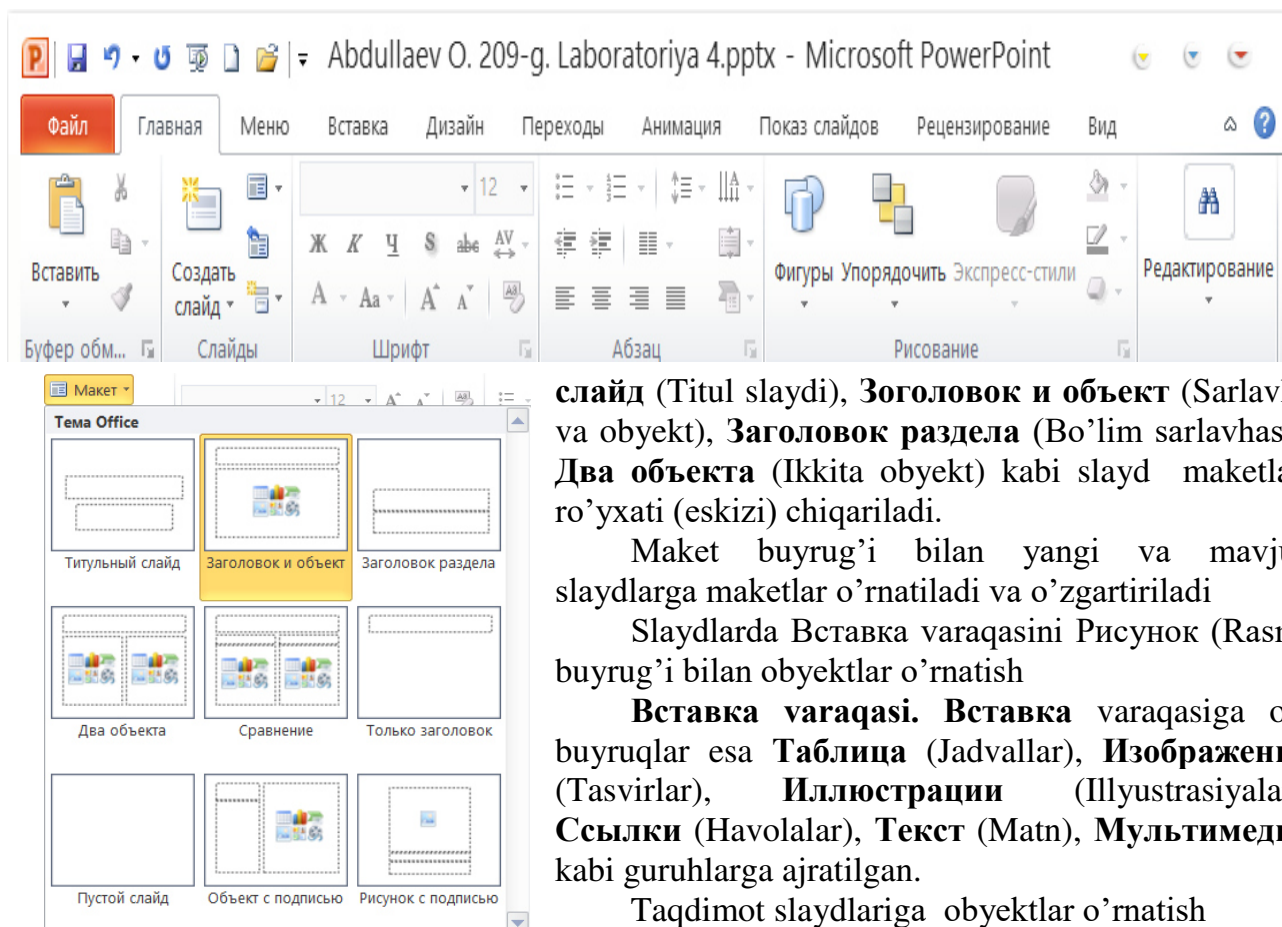 Abdullaev O. 209-g. Laboratoriya 4.pptx - Microsoft PowerPoint
Файл Главная Меню Вставка Дизайн Переходы Анимация Показ слайдов Рецензирование Вид
12
Ж К Ч S abc AV
Вставить
Создать слайд
A Aa A A
Фигуры Упорядочить Экспресс-стили
Редактирование
Буфер обм... Слайды Шрифт Абзац Рисование
Макет
12
Тема Office
Титульный слайд Заголовок и объект Заголовок раздела
Два объекта Сравнение Только заголовок
Пустой слайд Объект с подписью Рисунок с подписью
слайд (Titul slaydi), Зоголовок и объект (Sarlavh
va obyekt), Заголовок раздела (Bo’lim sarlavhas
Два объекта (Ikkita obyekt) kabi slayd maketla
ro’yxati (eskizi) chiqariladi.
Maket buyrug’i bilan yangi va mavju
slaydlarga maketlar o’rnatiladi va o’zgartiriladi
Slaydlarda Вставка varaqasini Рисунок (Rasm
buyrug’i bilan obyektlar o’rnatish
Вставка varaqasi. Вставка varaqasiga o
buyruqlar esa Таблица (Jadvallar), Изображени
(Tasvirlar), Иллюстрации (Illyustrasiyala
Ссылки (Havolalar), Текст (Matn), Мультимеди
kabi guruhlarga ajratilgan.
Taqdimot slaydlariga obyektlar o’rnatish